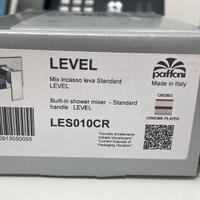 LEVEL
Mix incasso leva Standard
LEVEL
Built-in shower mixer - Standard
handle LEVEL
LES010CR
paffoni
Made in Italy
CROMO
CHROME PLATED
"Corretto Smaltimento
Imballo Visualizzare"
"Correct Disposal of
Packaging Visualize"
0913050055